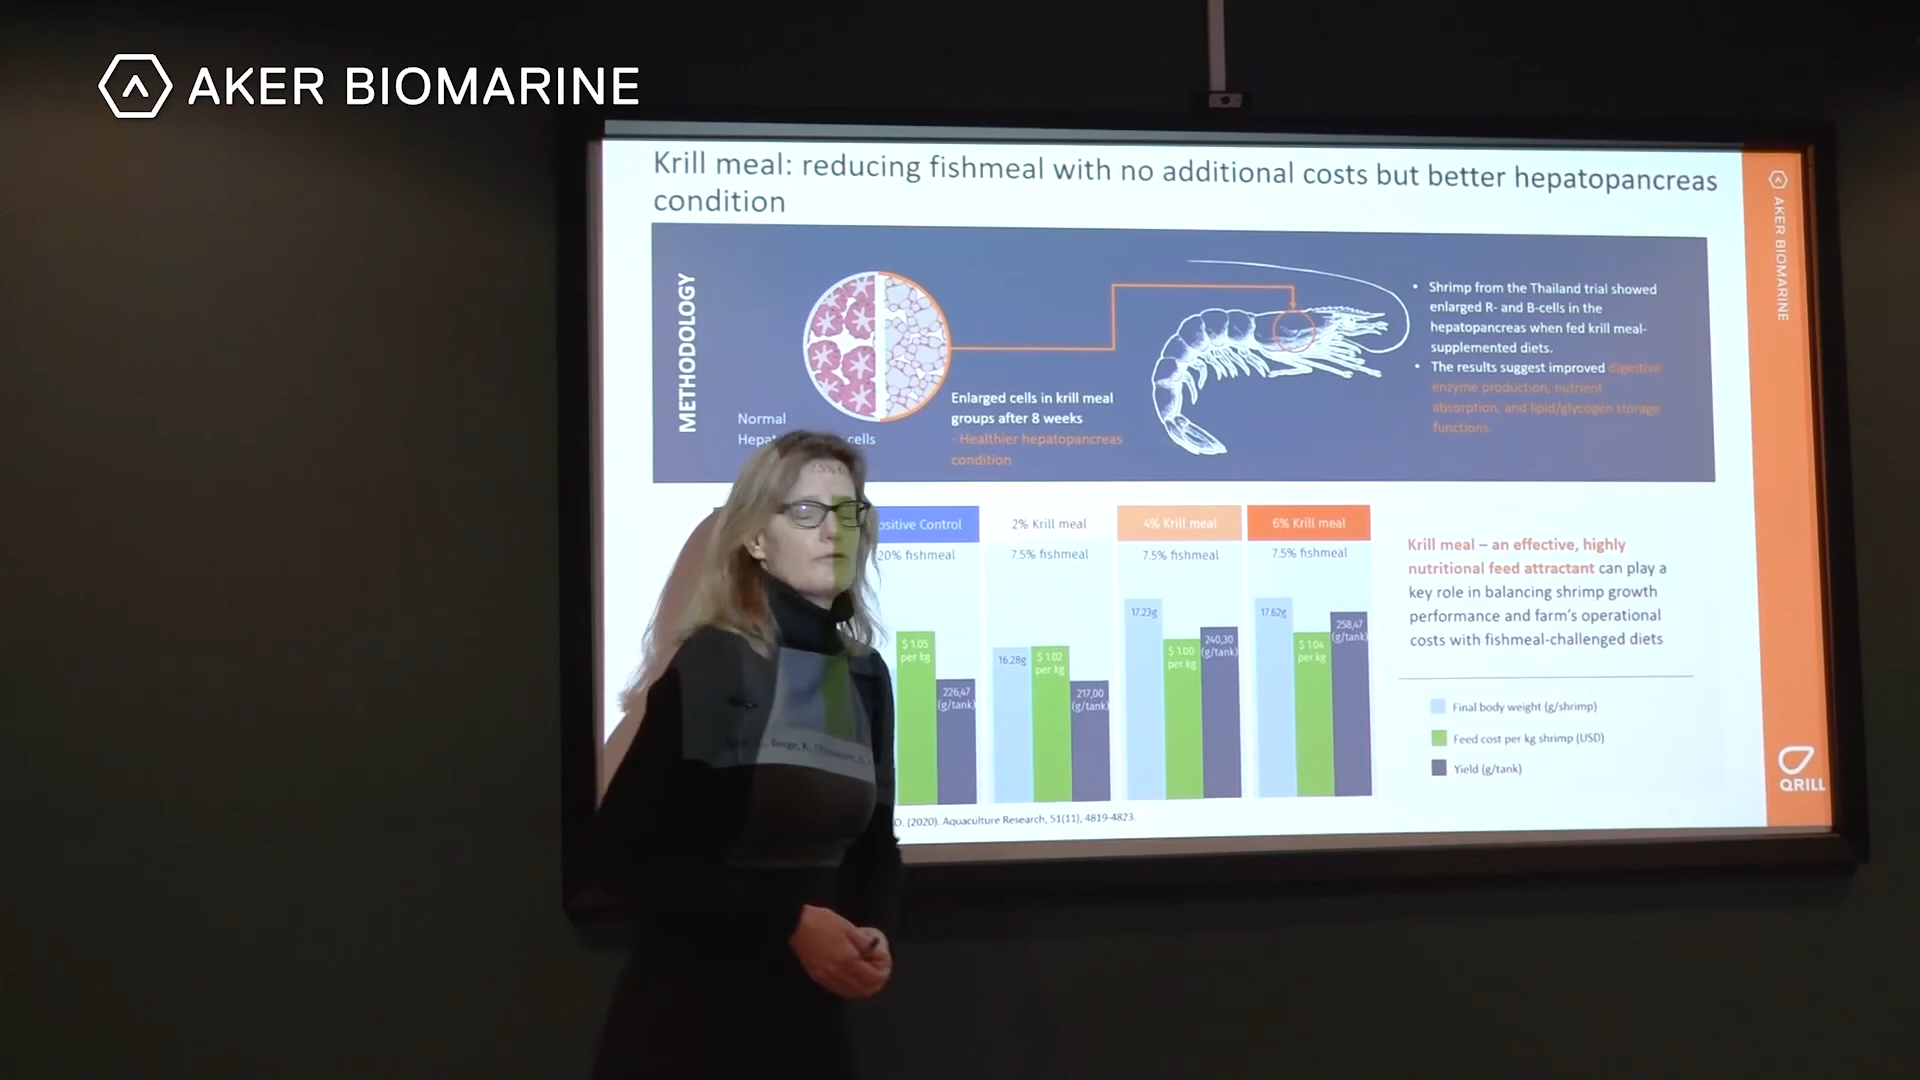 AKER BIOMARINE
Krill meal: reducing fishmeal with no additional costs but better hepatopancreas
condition
AKER BIOMARINE
METHODOLOGY
Normal
cells
Enlarged cells in krill meal
groups after 8 weeks
- Healthier hepatopancreas
condition
• Shrimp from the Thailand trial showed
enlarged R- and B-cells in the
hepatopancreas when fed krill meal-
supplemented diets.
• The results suggest improved digestive
enzyme production, nutrient
absorption, and lipid/glycogen storage
functions.
Control
20% fishmeal
$ 1.05
per kg
226,47
(g/tank)
2% Krill meal
7.5% fishmeal
16.28g
$ 1.02
per kg
217,00
(g/tank)
4% Krill meal
7.5% fishmeal
17.23g
$ 1.00
per kg
240,30
(g/tank)
6% Krill meal
7.5% fishmeal
17.62g
$ 1.04
per kg
258,47
(g/tank)
Krill meal – an effective, highly
nutritional feed attractant can play a
key role in balancing shrimp growth
performance and farm's operational
costs with fishmeal-challenged diets
Final body weight (g/shrimp)
Feed cost per kg shrimp (USD)
Yield (g/tank)
O. (2020). Aquaculture Research, 51(11), 4819-4823.
QRILL